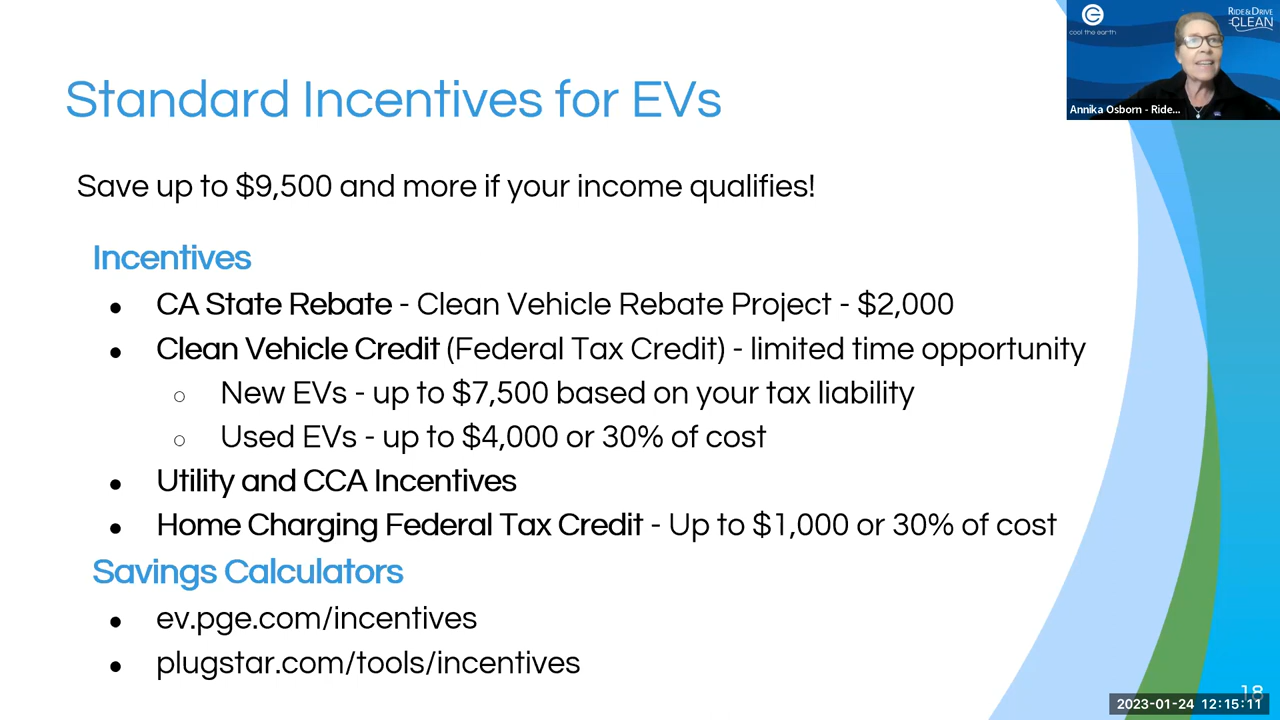 Standard Incentives for EVs
Save up to $9,500 and more if your income qualifies!
Incentives
● CA State Rebate - Clean Vehicle Rebate Project - $2,000
● Clean Vehicle Credit (Federal Tax Credit) - limited time opportunity
○ New EVs - up to $7,500 based on your tax liability
○ Used EVs - up to $4,000 or 30% of cost
● Utility and CCA Incentives
● Home Charging Federal Tax Credit - Up to $1,000 or 30% of cost
Savings Calculators
● ev.pge.com/incentives
● plugstar.com/tools/incentives
cool the earth
RIDE & DRIVE
CLEAN
Annika Osborn - Ride...
18
2023-01-24 12:15:11